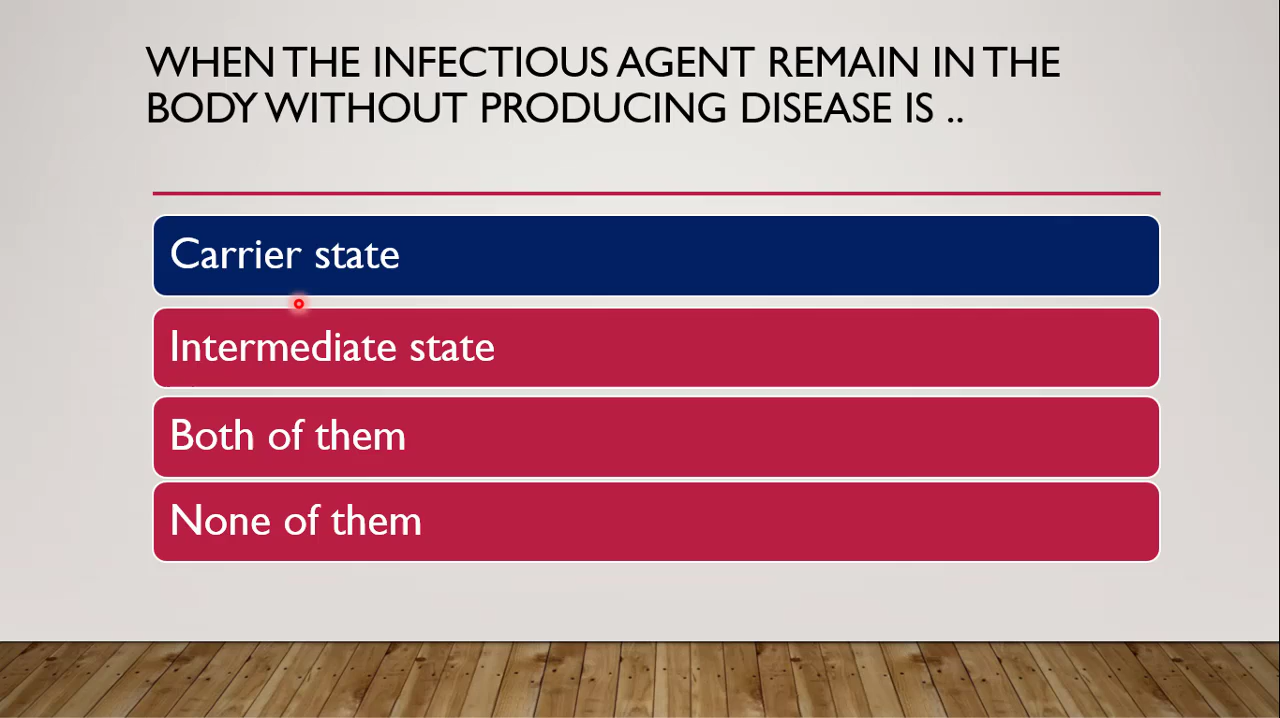 WHEN THE INFECTIOUS AGENT REMAIN IN THE
BODY WITHOUT PRODUCING DISEASE IS ..
Carrier state
Intermediate state
Both of them
None of them